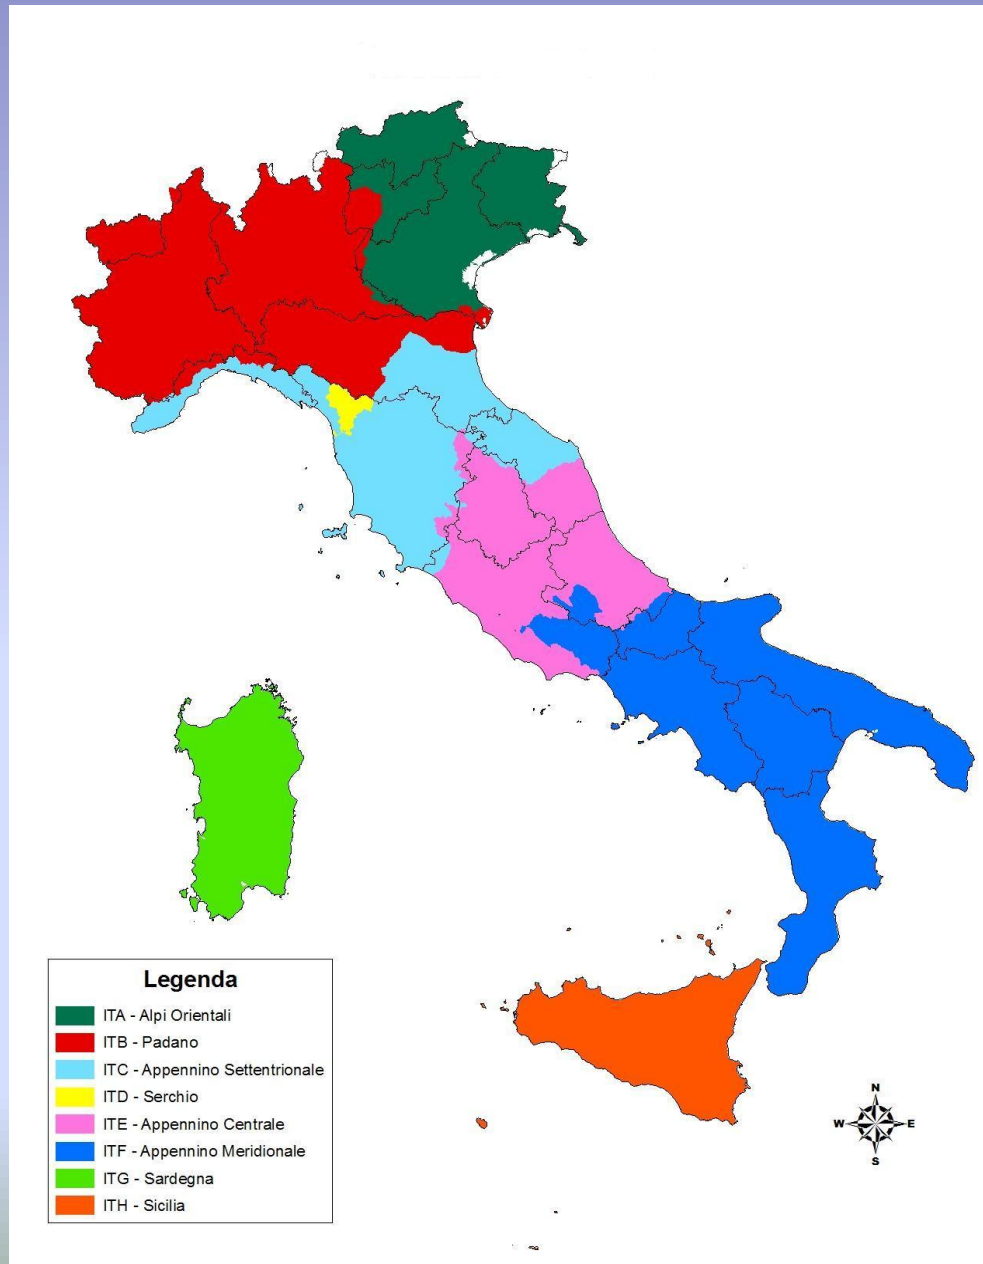 Legenda
ITA - Alpi Orientali
ITB - Padano
ITC - Appennino Settentrionale
ITD - Serchio
ITE - Appennino Centrale
ITF - Appennino Meridionale
ITG - Sardegna
ITH - Sicilia
N
W E
S